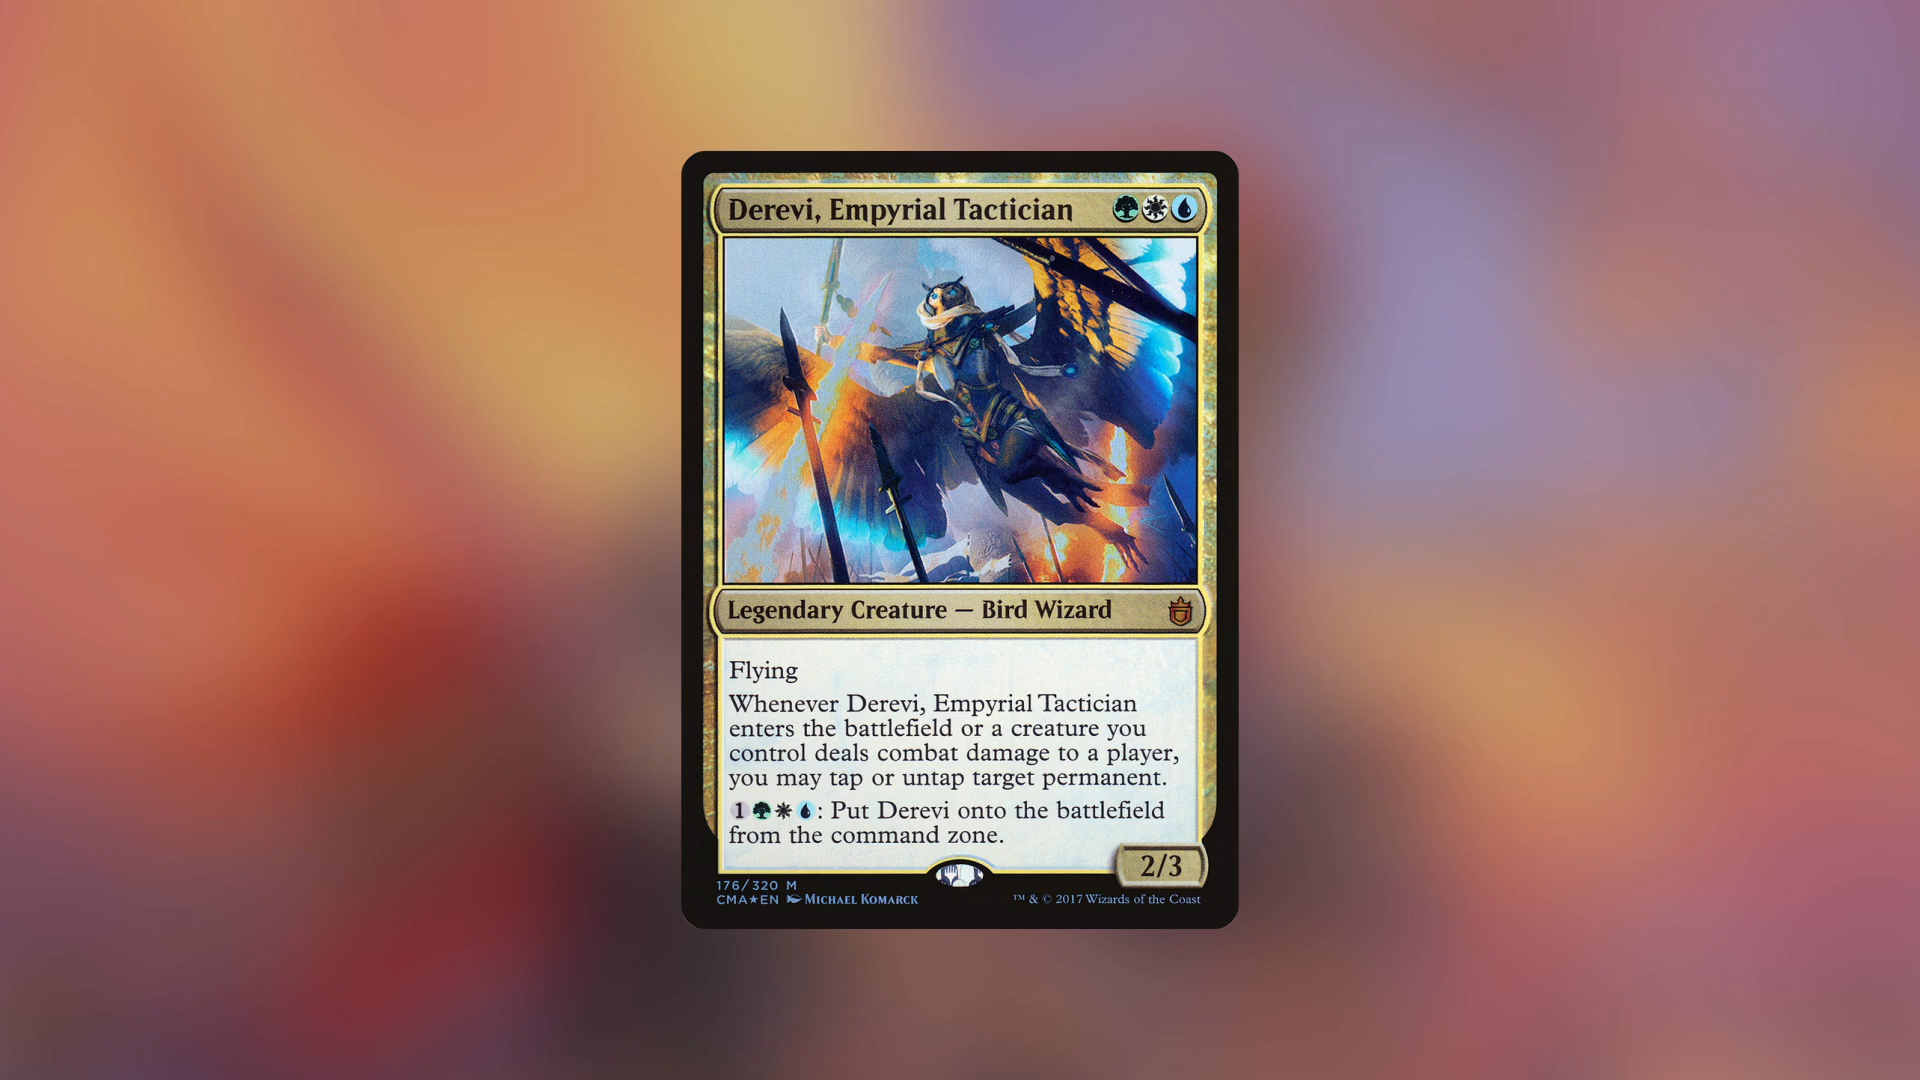 Derevi, Empyrial Tactician
Legendary Creature — Bird Wizard
Flying
Whenever Derevi, Empyrial Tactician
enters the battlefield or a creature you
control deals combat damage to a player,
you may tap or untap target permanent.
1: Put Derevi onto the battlefield
from the command zone.
2/3
176/320 M
CMA★EN Michael Komarck
™ & © 2017 Wizards of the Coast